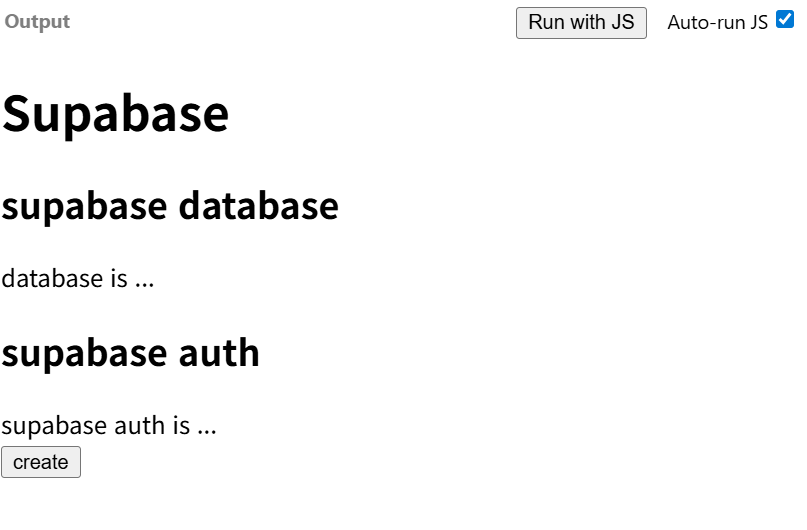 Output Run with JS Auto-run JS
Supabase
supabase database
database is ...
supabase auth
supabase auth is ...
create